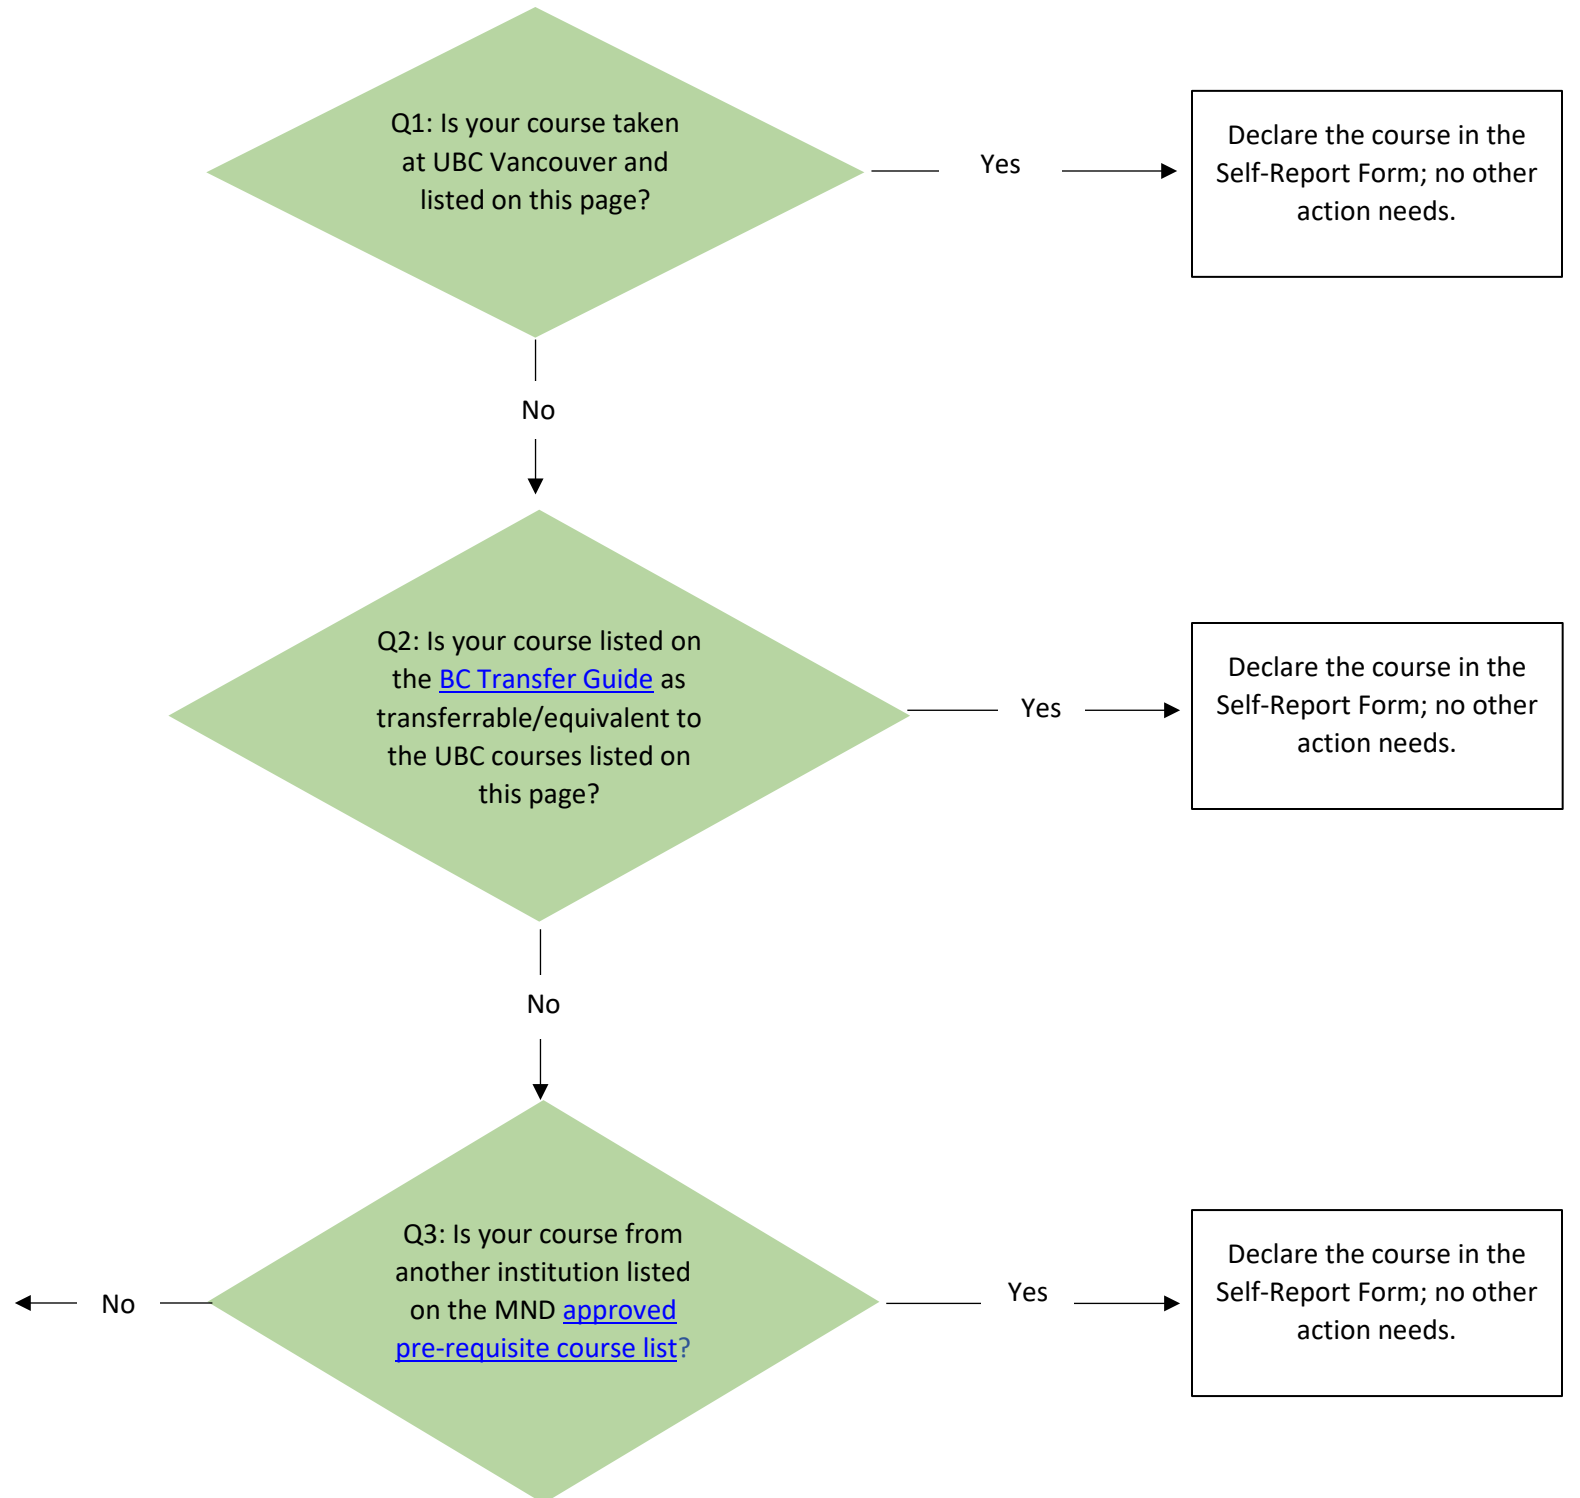 Q1: Is your course taken
at UBC Vancouver and
listed on this page?
Yes
Declare the course in the
Self-Report Form; no other
action needs.
No
Q2: Is your course listed on
the BC Transfer Guide as
transferrable/equivalent to
the UBC courses listed on
this page?
Yes
Declare the course in the
Self-Report Form; no other
action needs.
No
Q3: Is your course from
another institution listed
on the MND approved
pre-requisite course list?
Yes
Declare the course in the
Self-Report Form; no other
action needs.
No